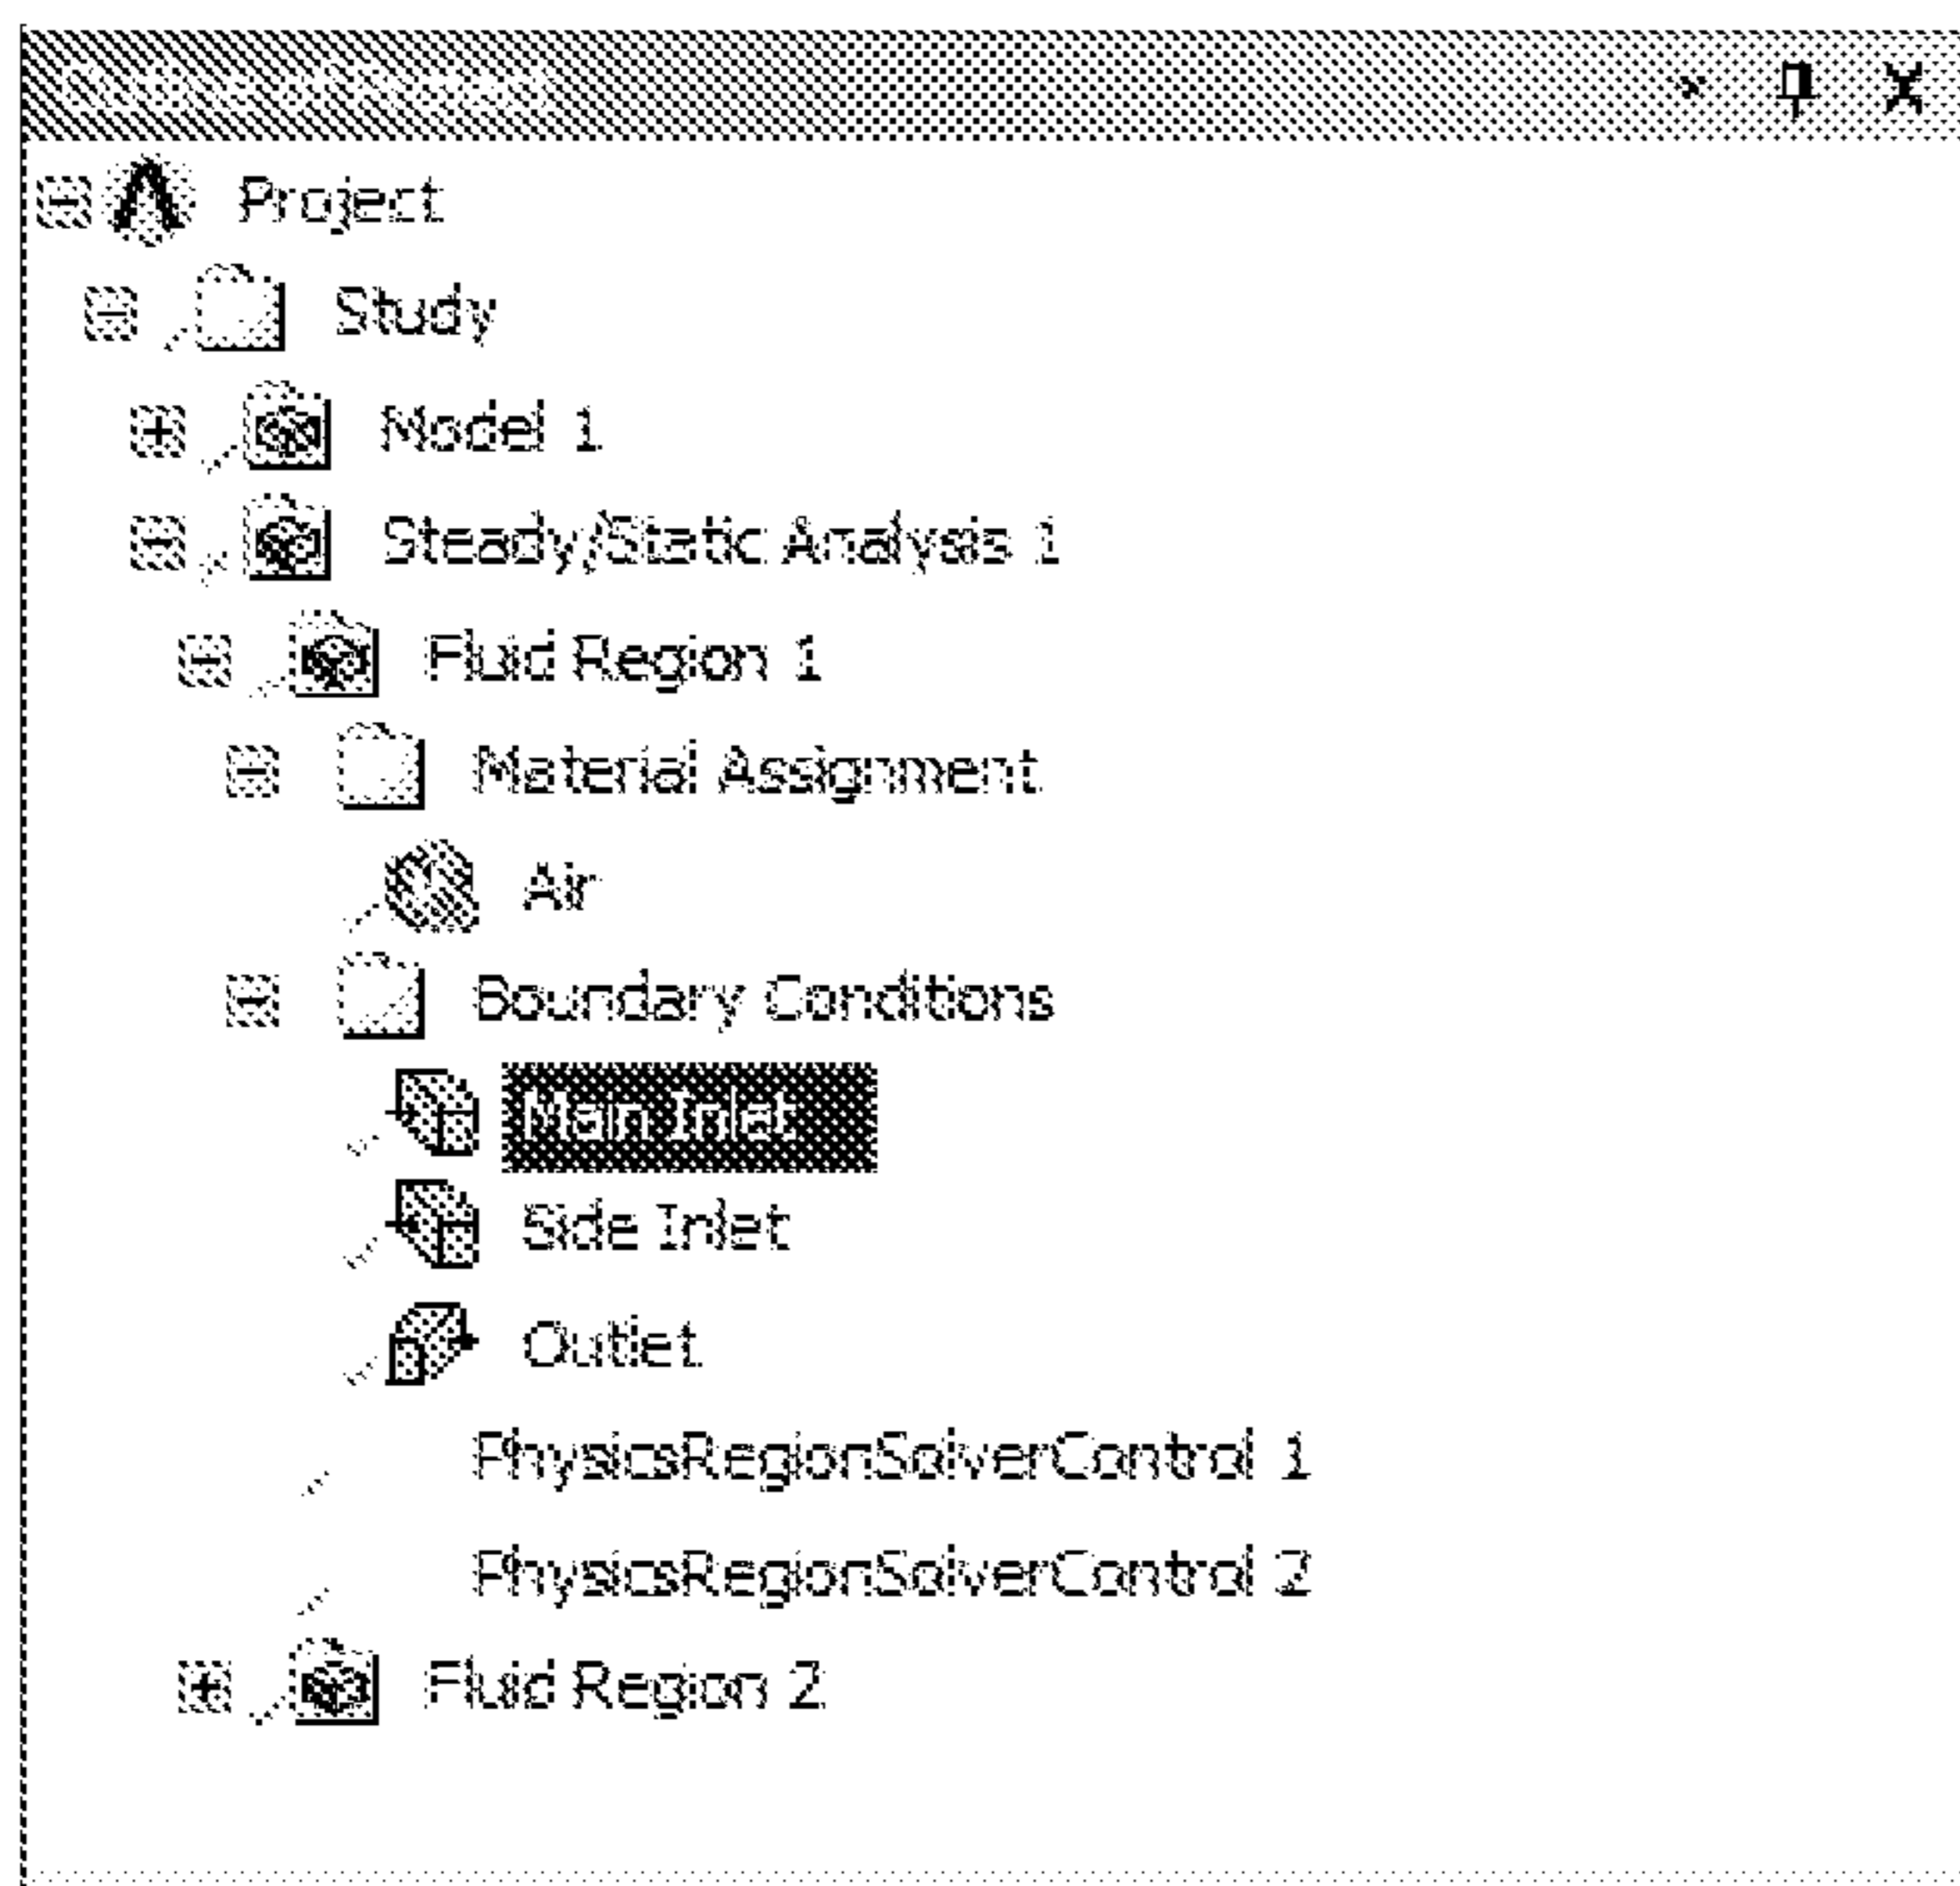 Project
Study
Model 1
Steady/Static Analysis 1
Fluid Region 1
Material Assignment
Air
Boundary Conditions
Main Inlet
Side Inlet
Outlet
PhysicsRegionSolverControl 1
PhysicsRegionSolverControl 2
Fluid Region 2